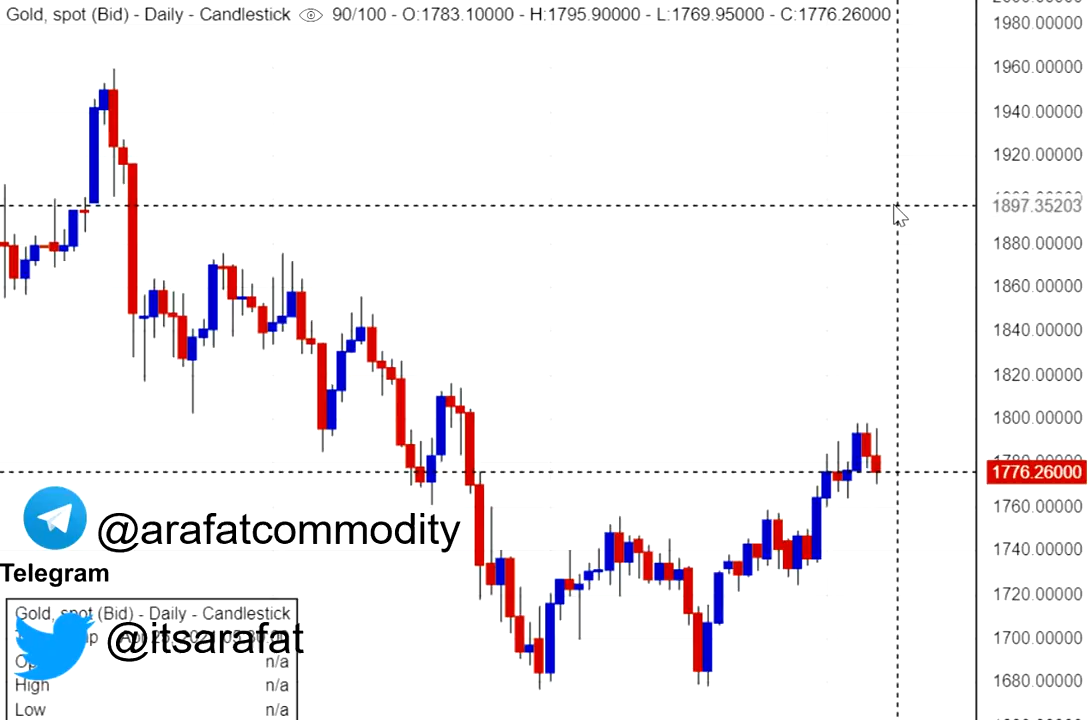 Gold, spot (Bid) - Daily - Candlestick 90/100 - O:1783.10000 - H:1795.90000 - L:1769.95000 - C:1776.26000
1980.00000
1960.00000
1940.00000
1920.00000
1897.35203
1880.00000
1860.00000
1840.00000
1820.00000
1800.00000
1776.26000
1760.00000
1740.00000
1720.00000
1700.00000
1680.00000
@arafatcommodity
Telegram
Gold, spot (Bid) - Daily - Candlestick
@itsarafat
n/a
High n/a
Low n/a